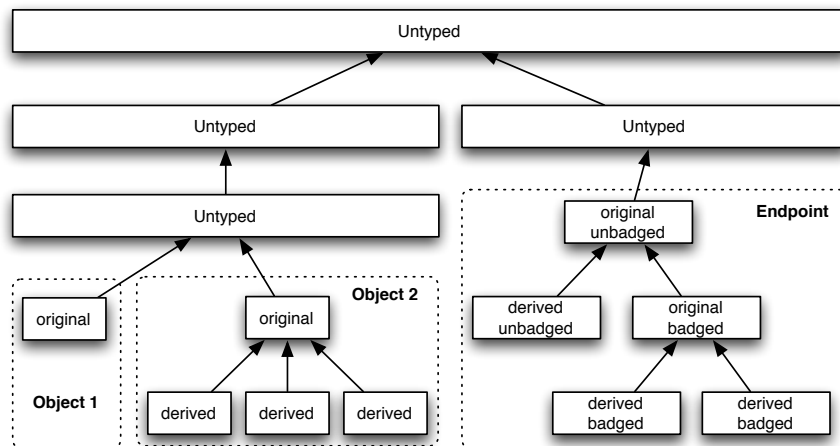 Untyped
Untyped
Untyped
Untyped
original
unbadged
Endpoint
Object 2
original
original
derived
unbadged
original
badged
Object 1
derived
derived
derived
derived
badged
derived
badged